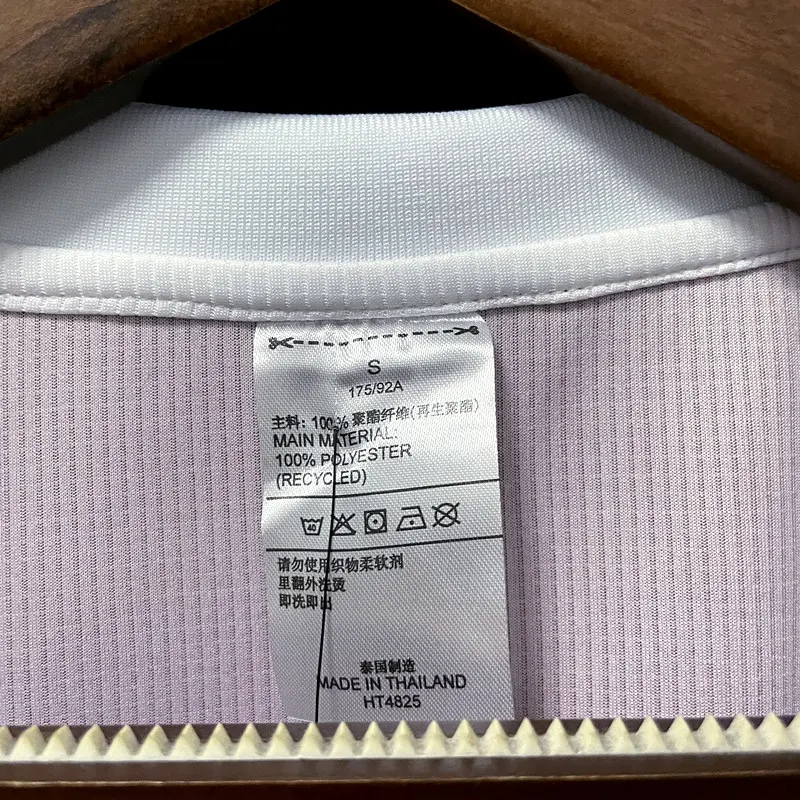 S
175/92A
主料: 100% 聚酯纤维(再生聚酯)
MAIN MATERIAL:
100% POLYESTER
(RECYCLED)
40
请勿使用织物柔软剂
里翻外洗烫
即洗即出
泰国制造
MADE IN THAILAND
HT4825